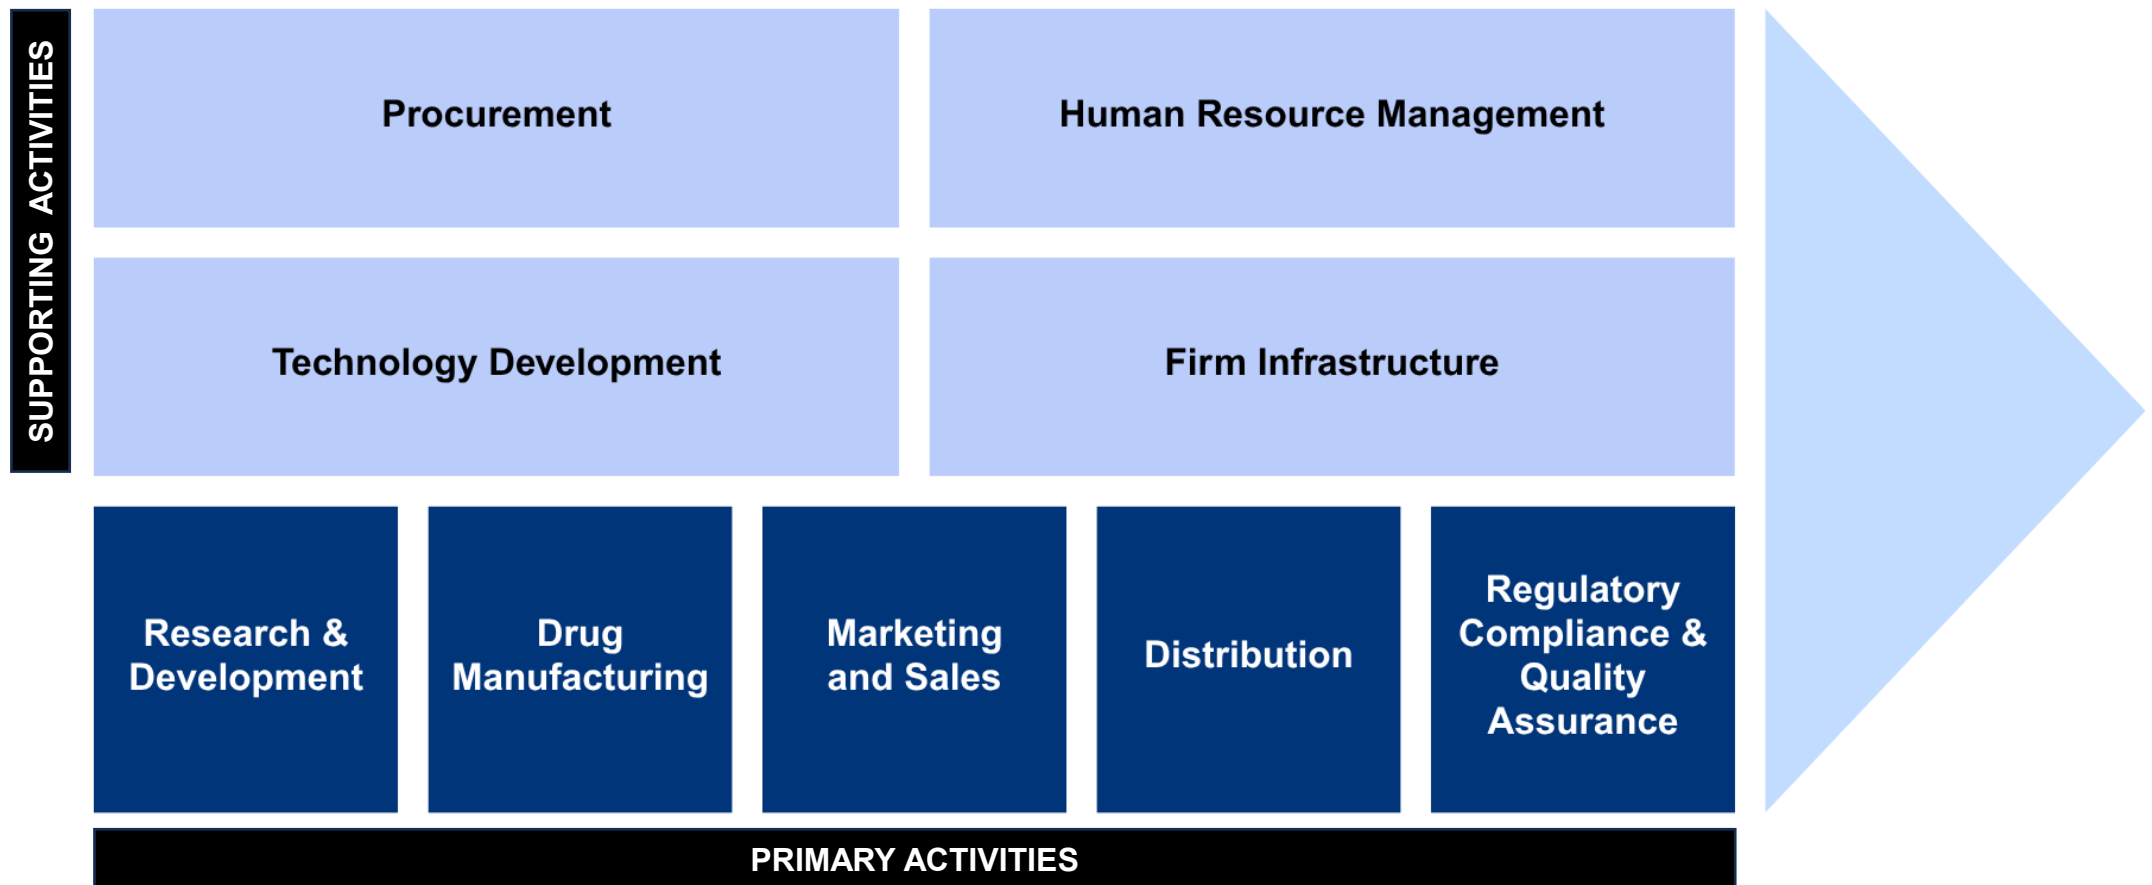 SUPPORTING ACTIVITIES
Procurement
Human Resource Management
Technology Development
Firm Infrastructure
Research &
Development
Drug
Manufacturing
Marketing
and Sales
Distribution
Regulatory
Compliance &
Quality
Assurance
PRIMARY ACTIVITIES